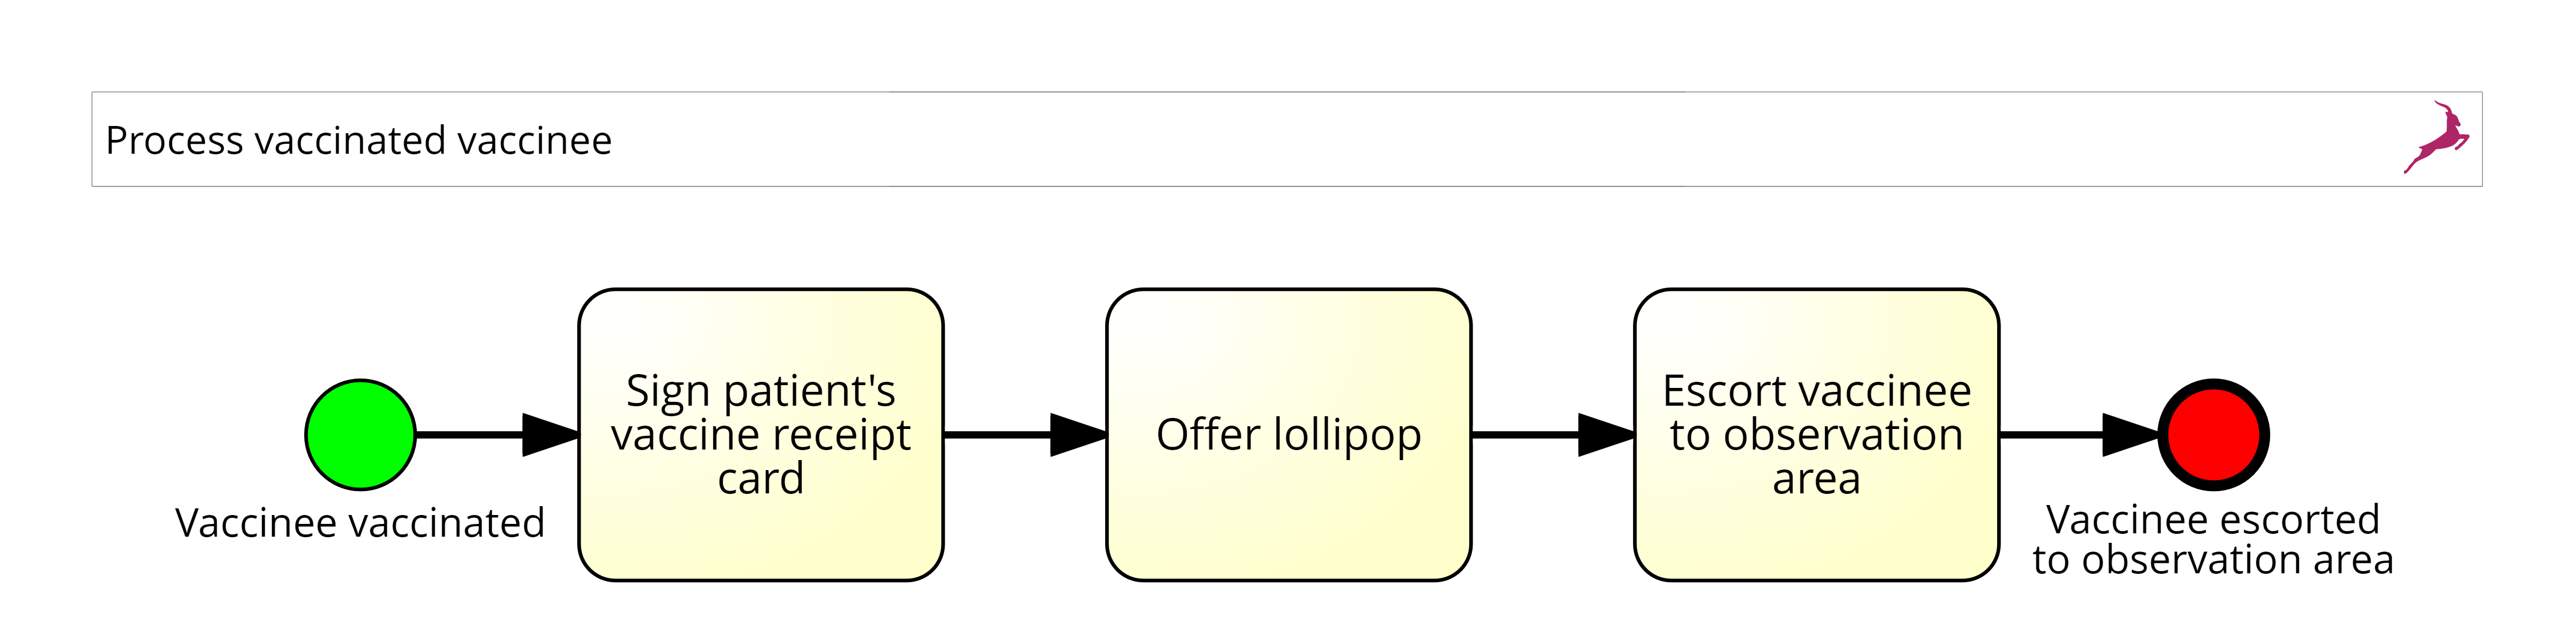 Process vaccinated vaccinee
Vaccinee vaccinated
Sign patient's
vaccine receipt
card
Offer lollipop
Escort vaccinee
to observation
area
Vaccinee escorted
to observation area